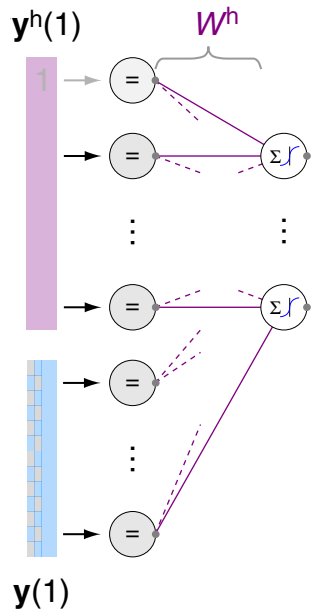 𝐲ʰ(1)
Wʰ
1
=
=
Σ
⋮
⋮
=
Σ
=
⋮
=
𝐲(1)